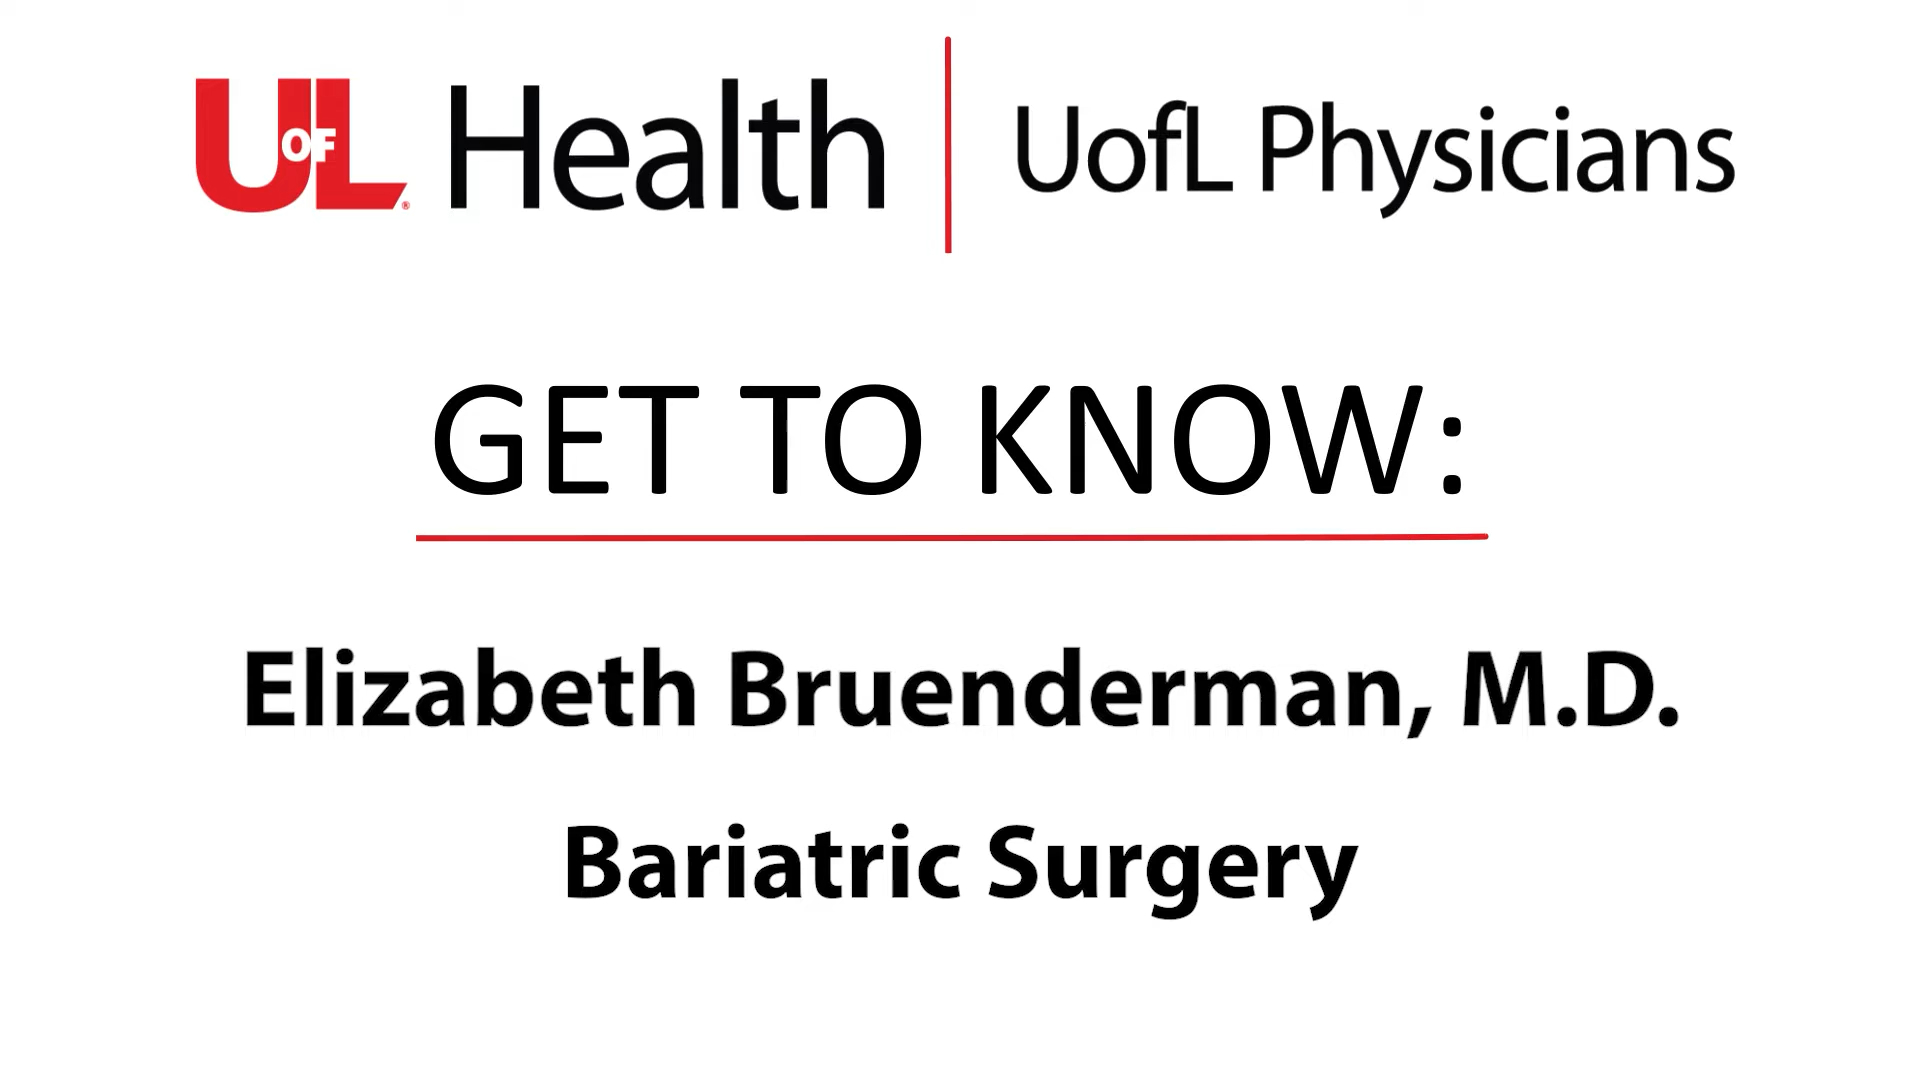 UofL Health | UofL Physicians
GET TO KNOW:
Elizabeth Bruenderman, M.D.
Bariatric Surgery